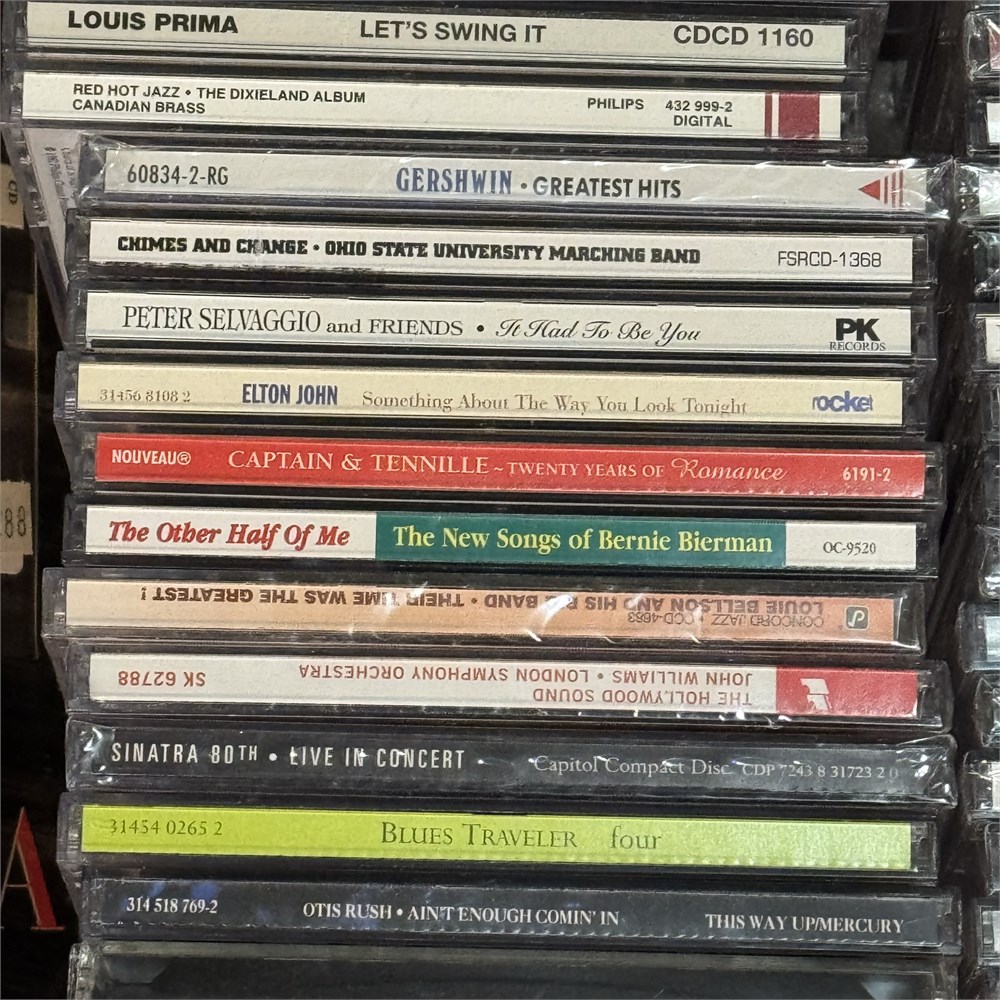 LOUIS PRIMA LET'S SWING IT CDCD 1160
RED HOT JAZZ • THE DIXIELAND ALBUM
CANADIAN BRASS
PHILIPS 432 999-2
DIGITAL
60834-2-RG GERSHWIN • GREATEST HITS
CHIMES AND CHANGE • OHIO STATE UNIVERSITY MARCHING BAND FSRCD-1368
PETER SELVAGGIO and FRIENDS • It Had To Be You PK
RECORDS
31456 8108 2 ELTON JOHN Something About The Way You Look Tonight rocket
NOUVEAU® CAPTAIN & TENNILLE ~ TWENTY YEARS OF Romance 6191-2
The Other Half Of Me The New Songs of Bernie Bierman OC-9520
LOUIE BELLSON AND HIS BIG BAND • THEIR TIME WAS THE GREATEST!
CONCORD JAZZ • CCD-4683
THE HOLLYWOOD SOUND
JOHN WILLIAMS • LONDON SYMPHONY ORCHESTRA
SK 62788
SINATRA 80TH • LIVE IN CONCERT Capitol Compact Disc CDP 7243 8 31723 2 0
31454 0265 2 BLUES TRAVELER four
314 518 769-2 OTIS RUSH • AIN'T ENOUGH COMIN' IN THIS WAY UP/MERCURY
88
A